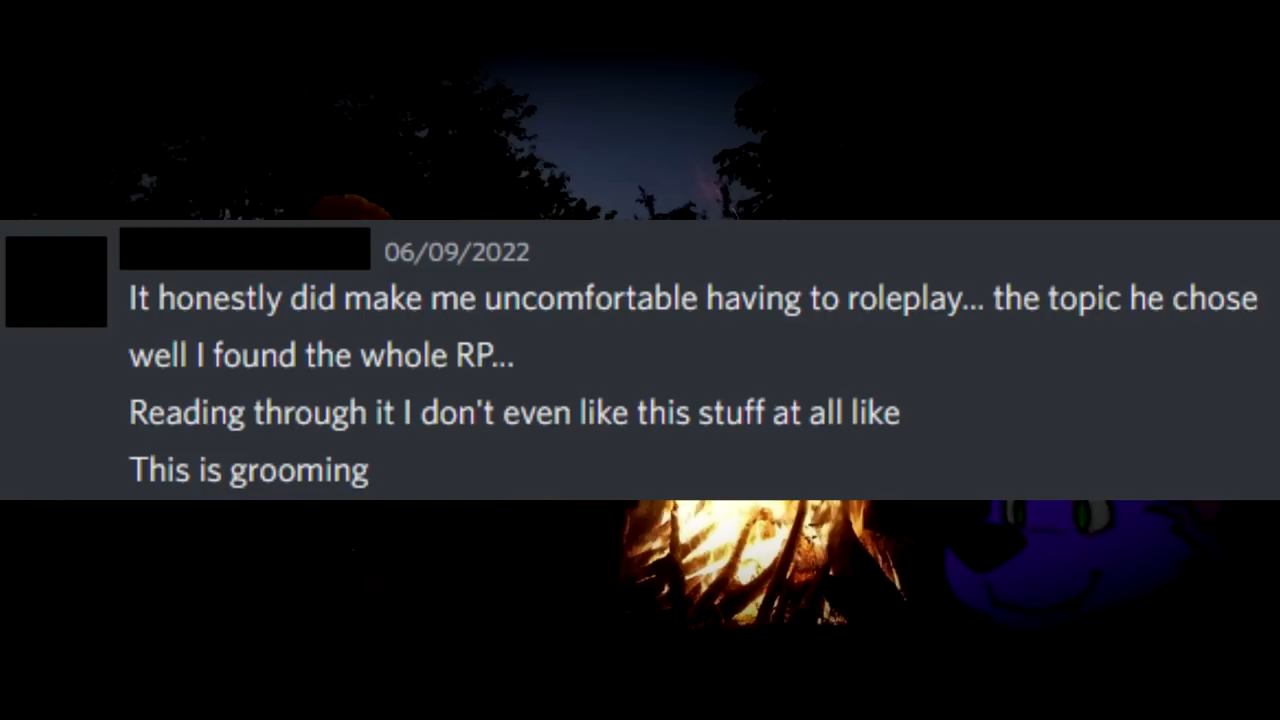 06/09/2022
It honestly did make me uncomfortable having to roleplay... the topic he chose
well I found the whole RP...
Reading through it I don't even like this stuff at all like
This is grooming